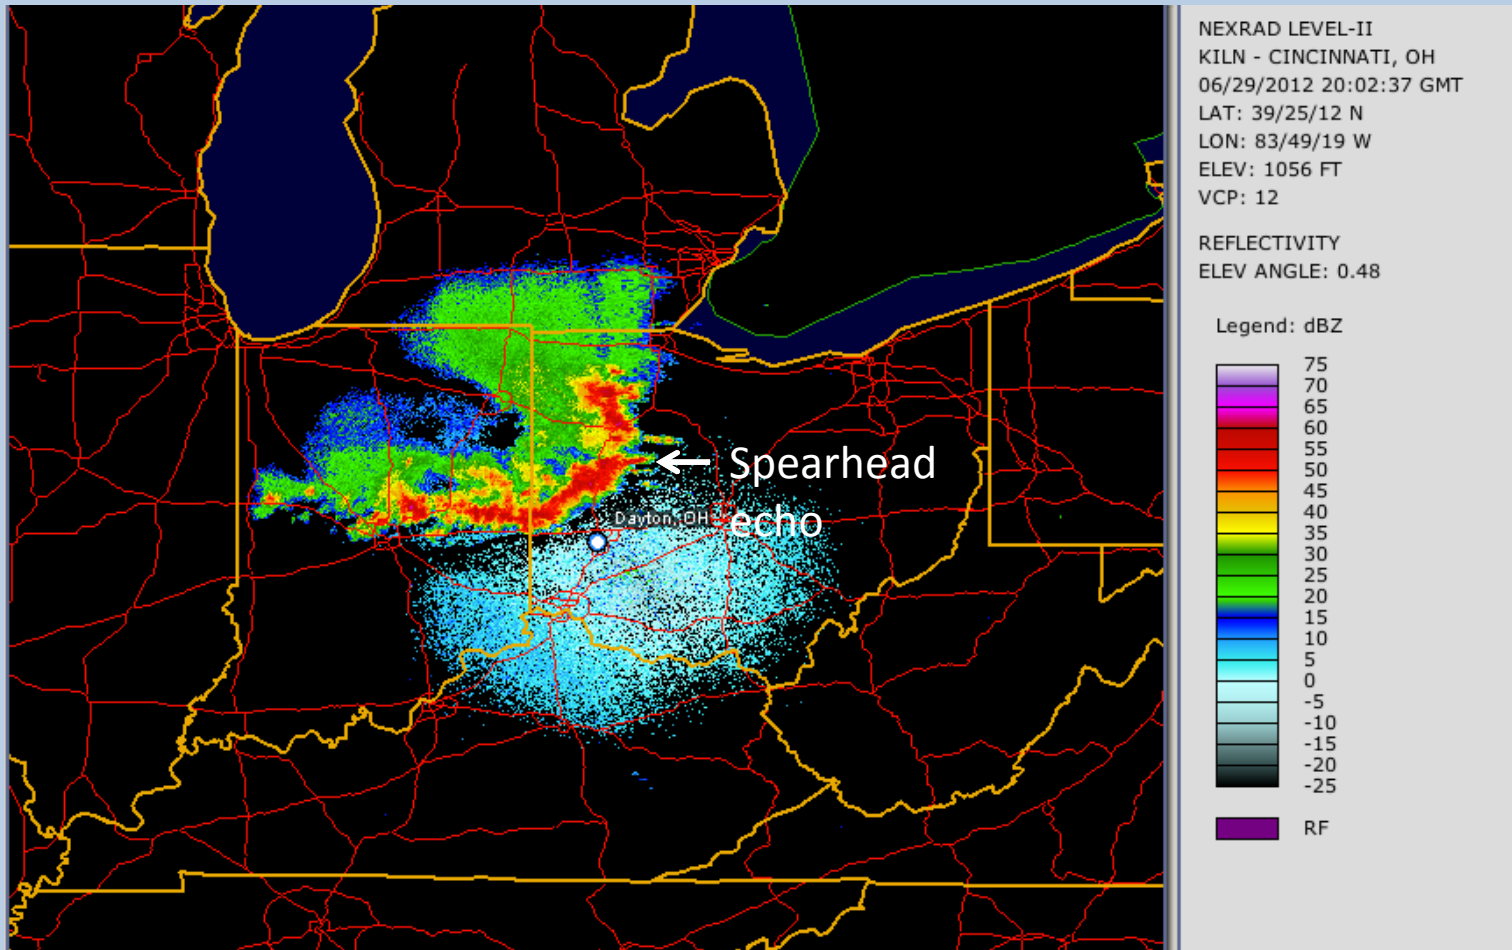 NEXRAD LEVEL-II
KILN - CINCINNATI, OH
06/29/2012 20:02:37 GMT
LAT: 39/25/12 N
LON: 83/49/19 W
ELEV: 1056 FT
VCP: 12
REFLECTIVITY
ELEV ANGLE: 0.48
Legend: dBZ
75
70
65
60
55
50
45
40
35
30
25
20
15
10
5
0
-5
-10
-15
-20
-25
RF
Spearhead
echo
Dayton, OH